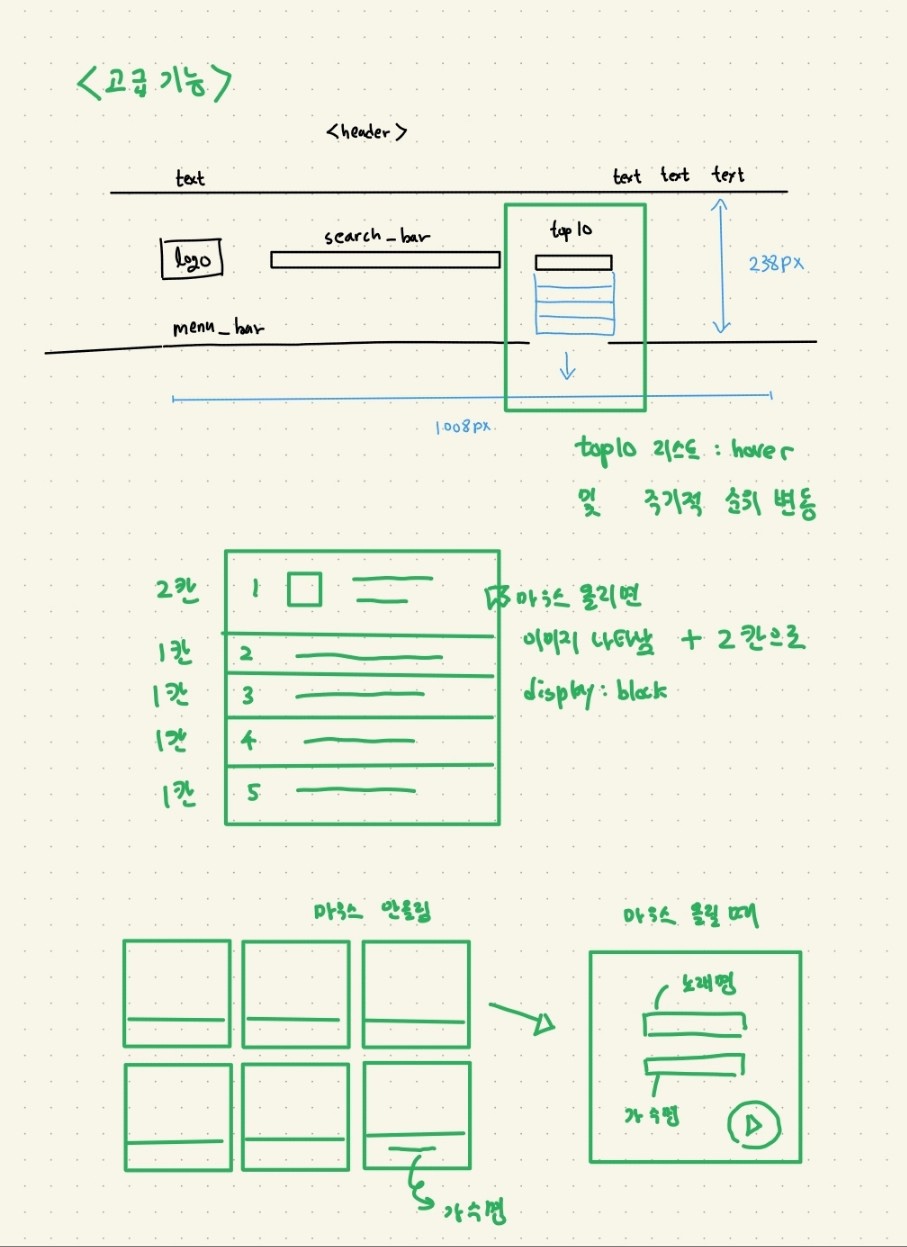 <고급 기능>
<header>
text text text text
logo search_bar top10
238px
menu_bar
1008px
top10 리스트 : hover
및 주기적 순위 변동
2칸 1 마우스 올리면
1칸 2 이미지 나타남 + 2칸으로
1칸 3 display: block
1칸 4
1칸 5
마우스 안올림 마우스 올릴 때
노래명
가수명
가수명